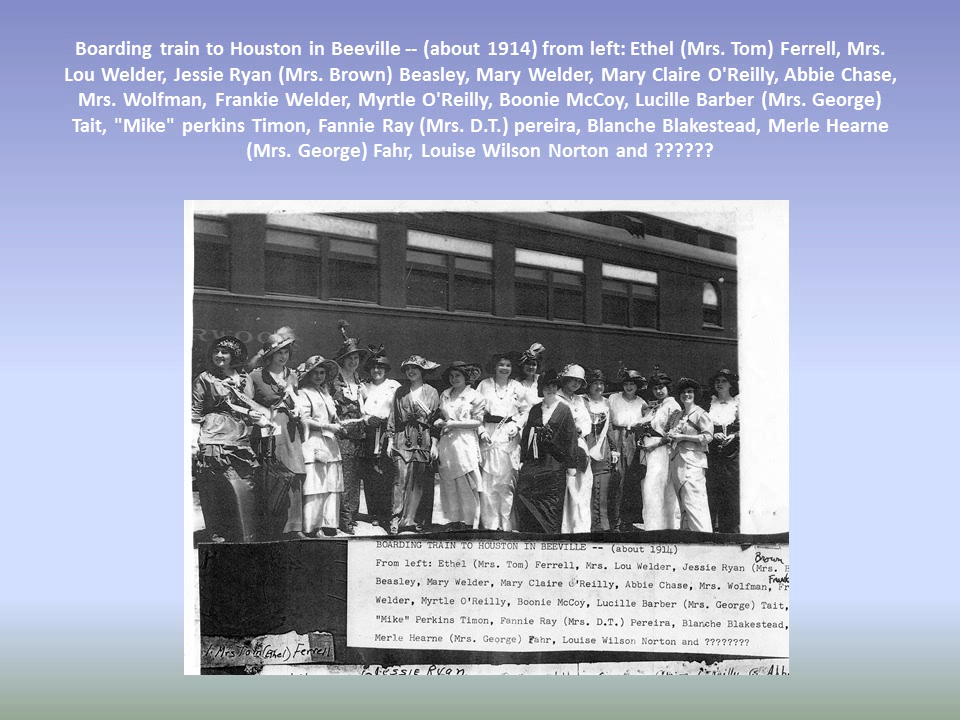 Boarding train to Houston in Beeville -- (about 1914) from left: Ethel (Mrs. Tom) Ferrell, Mrs.
Lou Welder, Jessie Ryan (Mrs. Brown) Beasley, Mary Welder, Mary Claire O'Reilly, Abbie Chase,
Mrs. Wolfman, Frankie Welder, Myrtle O'Reilly, Boonie McCoy, Lucille Barber (Mrs. George)
Tait, "Mike" perkins Timon, Fannie Ray (Mrs. D.T.) pereira, Blanche Blakestead, Merle Hearne
(Mrs. George) Fahr, Louise Wilson Norton and ??????
RWOO
BOARDING TRAIN TO HOUSTON IN BEEVILLE -- (about 1914)
Brown
From left: Ethel (Mrs. Tom) Ferrell, Mrs. Lou Welder, Jessie Ryan (Mrs. B
Beasley, Mary Welder, Mary Claire O'Reilly, Abbie Chase, Mrs. Wolfman, Fr
Welder, Myrtle O'Reilly, Boonie McCoy, Lucille Barber (Mrs. George) Tait,
"Mike" Perkins Timon, Fannie Ray (Mrs. D.T.) Pereira, Blanche Blakestead,
Merle Hearne (Mrs. George) Fahr, Louise Wilson Norton and ????????
1. Mrs Tom (Ethel) Ferrell
Jessie Ryan